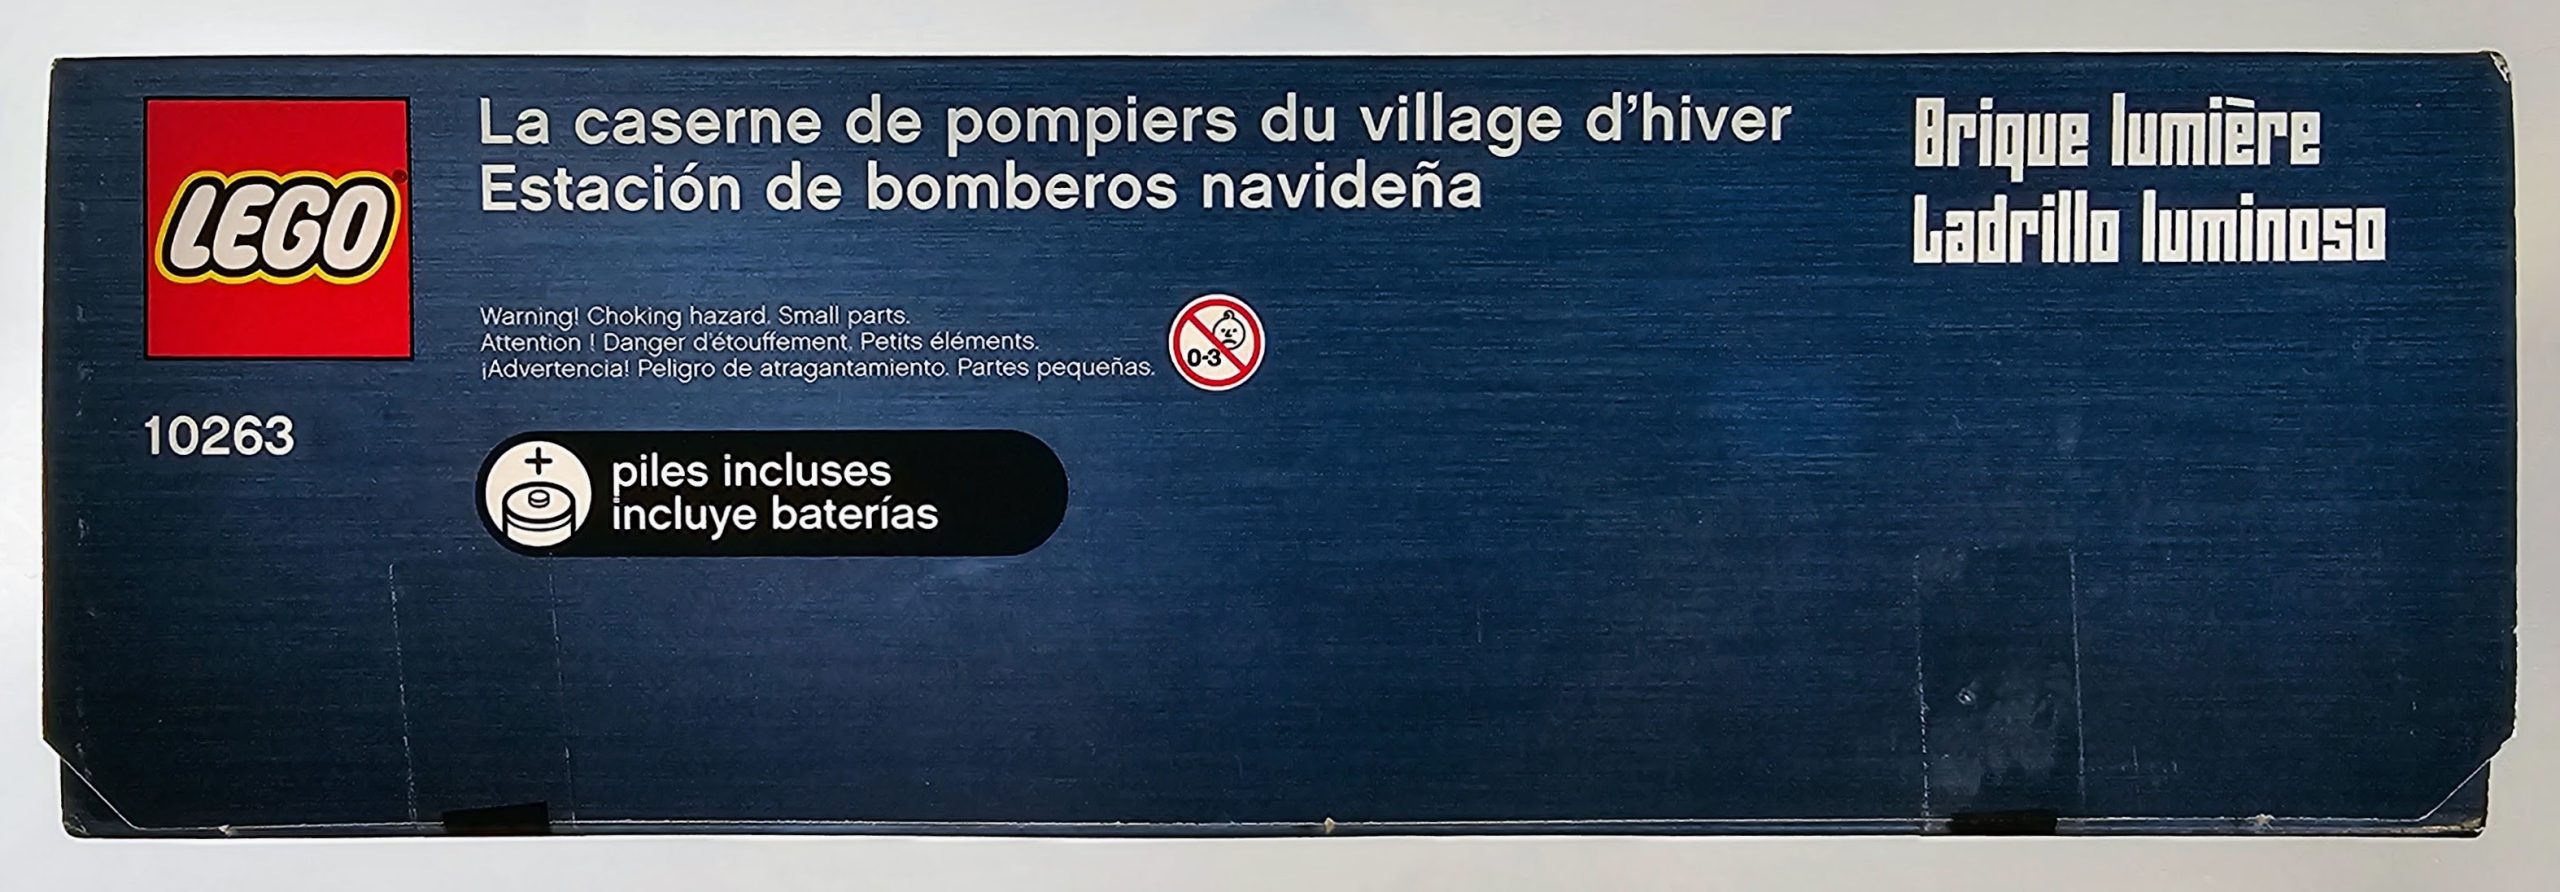 LEGO
10263
La caserne de pompiers du village d'hiver
Estación de bomberos navideña
Brique lumière
Ladrillo luminoso
Warning! Choking hazard. Small parts.
Attention ! Danger d'étouffement. Petits éléments.
¡Advertencia! Peligro de atragantamiento. Partes pequeñas.
0-3
piles incluses
incluye baterías